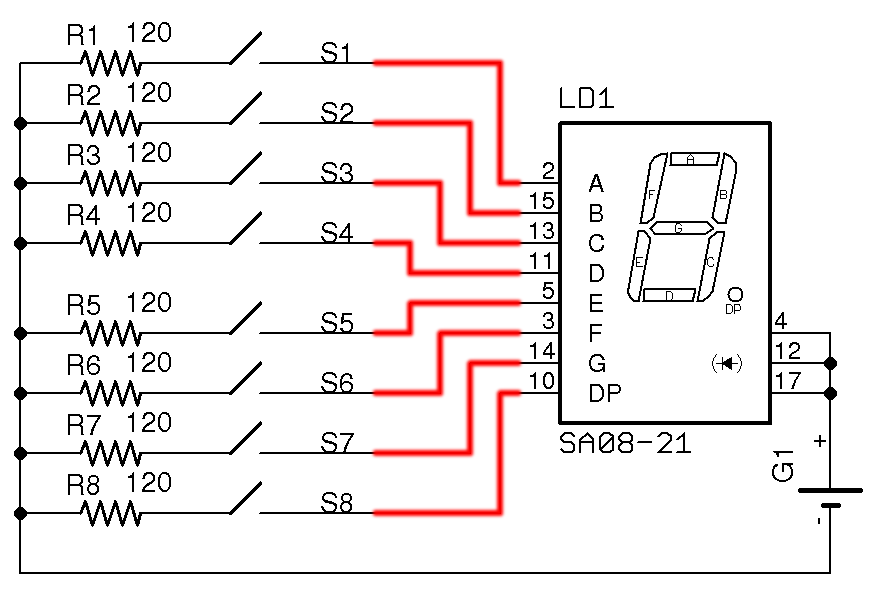 R1 120 S1
R2 120 S2
R3 120 S3
R4 120 S4
R5 120 S5
R6 120 S6
R7 120 S7
R8 120 S8
LD1
2 A
15 B
13 C
11 D
5 E
3 F
14 G
10 DP
A
F B
G
E C
D
DP
4
12
17
SA08-21
+
G1
-